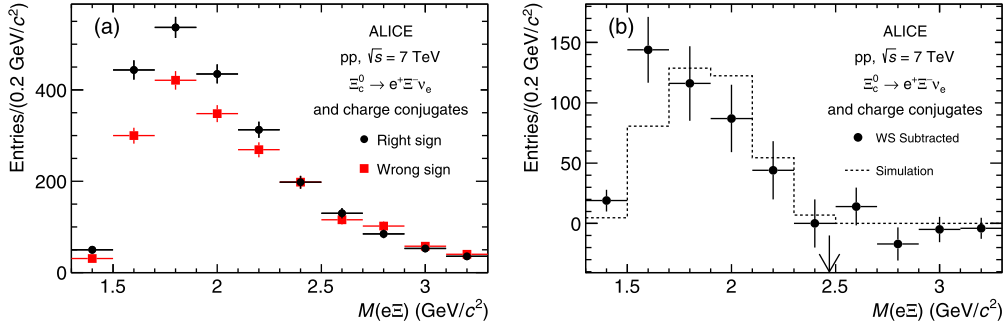 (a)
ALICE
pp, √s = 7 TeV
Ξc0 → e+Ξ−νe
and charge conjugates
Right sign
Wrong sign
Entries/(0.2 GeV/c2)
400
200
0
1.5 2 2.5 3
M(eΞ) (GeV/c2)
(b)
ALICE
pp, √s = 7 TeV
Ξc0 → e+Ξ−νe
and charge conjugates
WS Subtracted
Simulation
Entries/(0.2 GeV/c2)
150
100
50
0
1.5 2 2.5 3
M(eΞ) (GeV/c2)